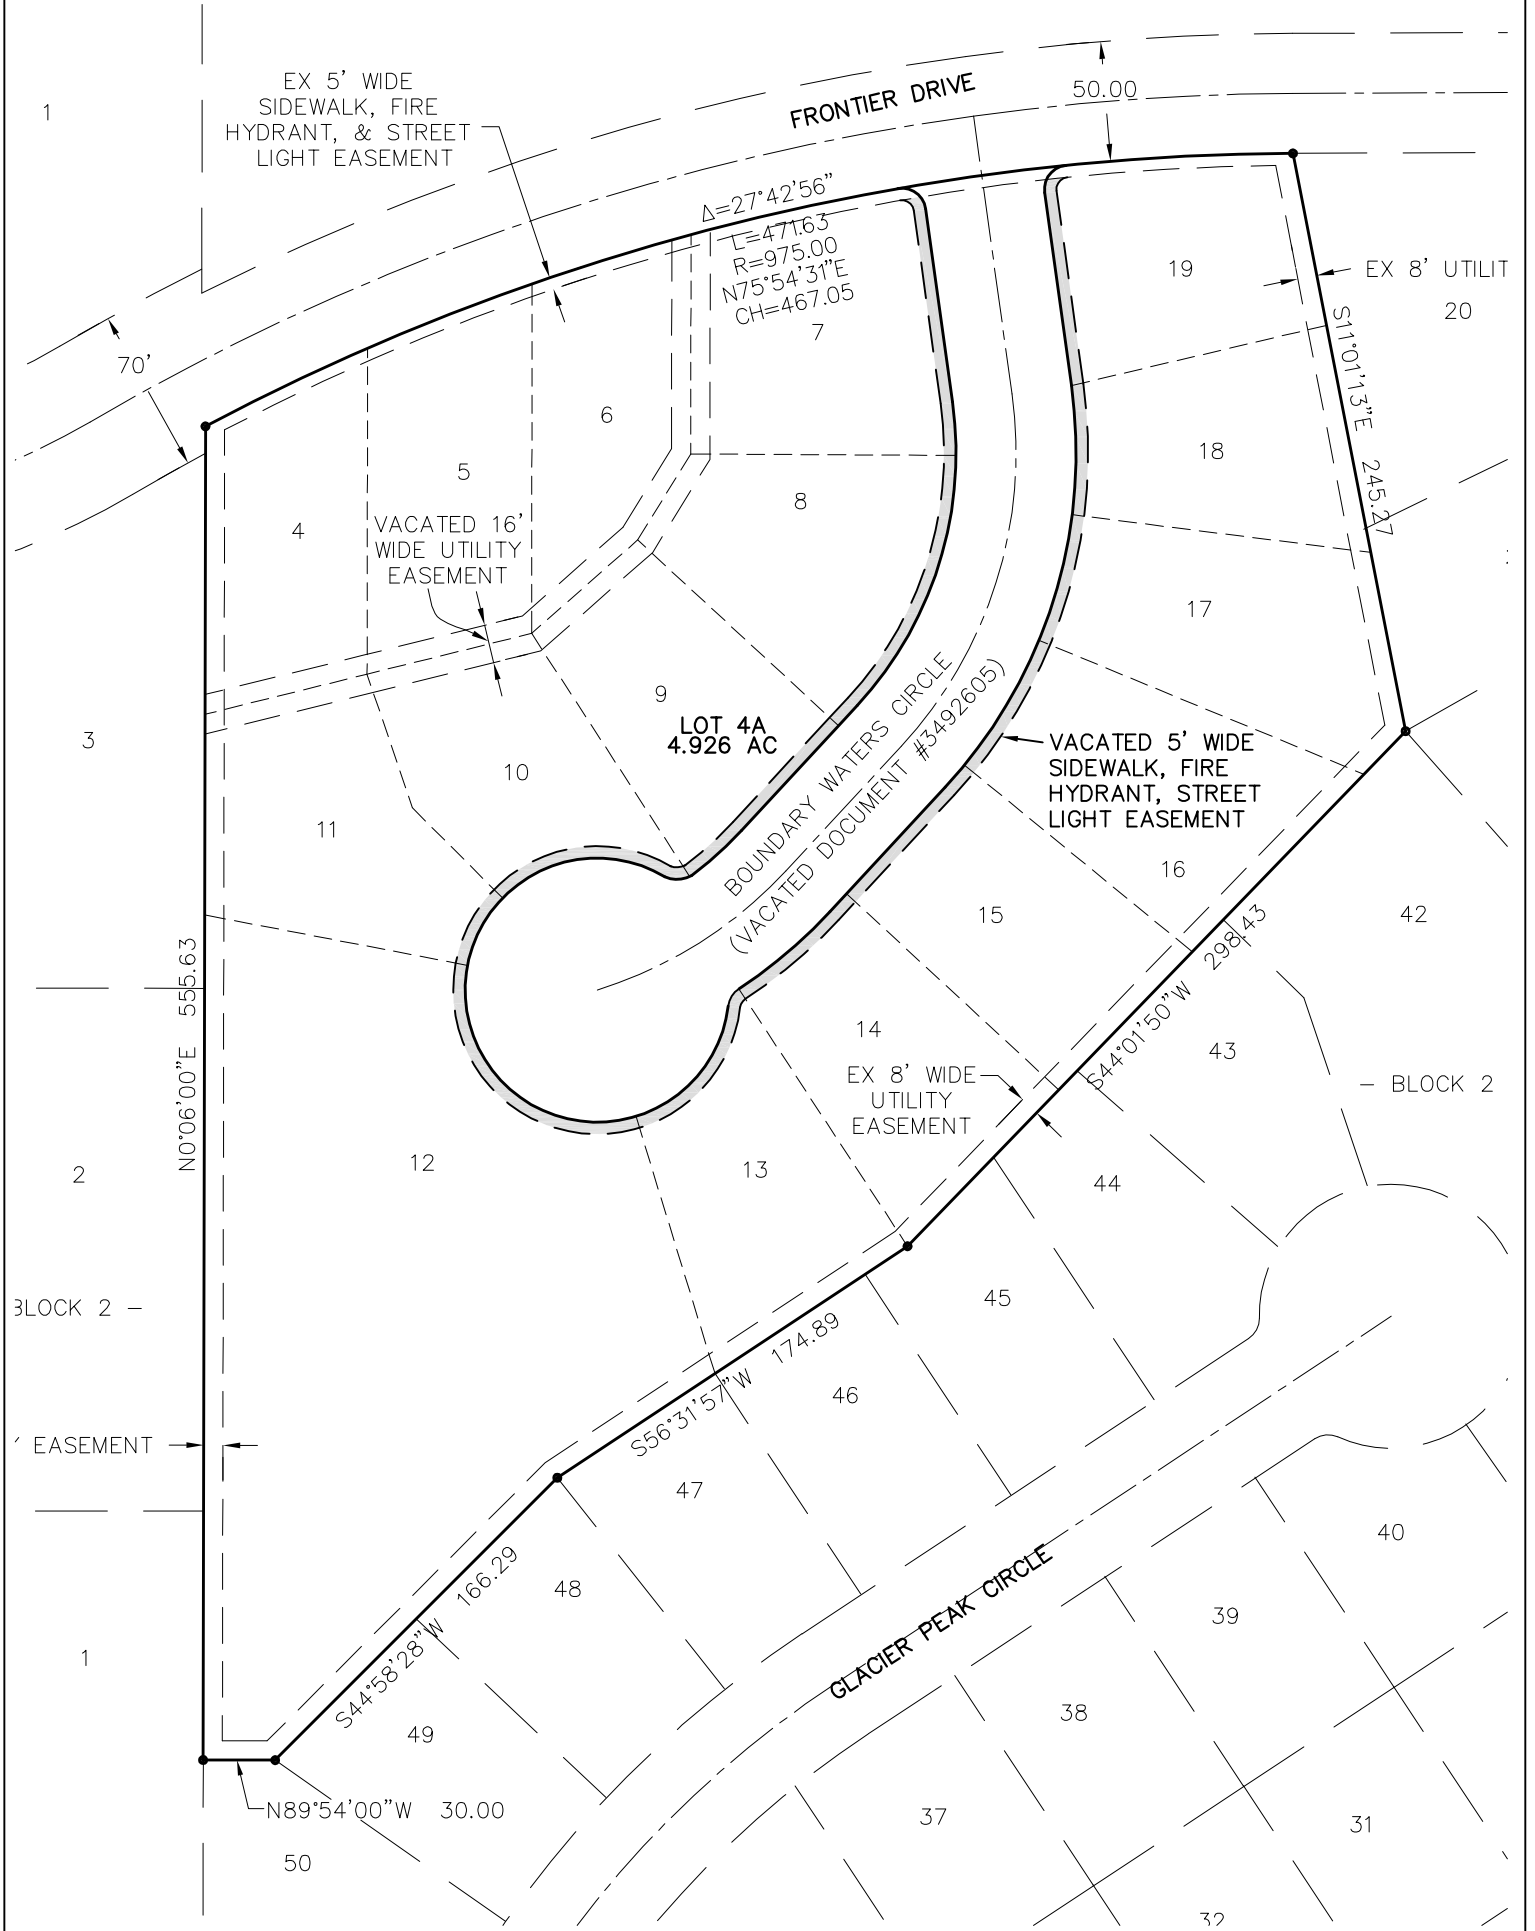 1
EX 5' WIDE
SIDEWALK, FIRE
HYDRANT, & STREET
LIGHT EASEMENT
FRONTIER DRIVE
50.00
Δ=27°42'56"
L=471.63
R=975.00
N75°54'31"E
CH=467.05
7
19
EX 8' UTILIT
20
70'
S11°01'13"E 245.27
6
5
18
8
4
VACATED 16'
WIDE UTILITY
EASEMENT
17
9
LOT 4A
4.926 AC
3
10
11
BOUNDARY WATERS CIRCLE
(VACATED DOCUMENT #3492605)
VACATED 5' WIDE
SIDEWALK, FIRE
HYDRANT, STREET
LIGHT EASEMENT
16
15
42
N0°06'00"E 555.63
S44°01'50"W 298.43
14
43
EX 8' WIDE
UTILITY
EASEMENT
BLOCK 2
2
12
13
44
BLOCK 2
45
S56°31'57"W 174.89
46
EASEMENT
47
40
S44°58'28"W 166.29
48
GLACIER PEAK CIRCLE
39
1
49
38
N89°54'00"W 30.00
37
31
50
32